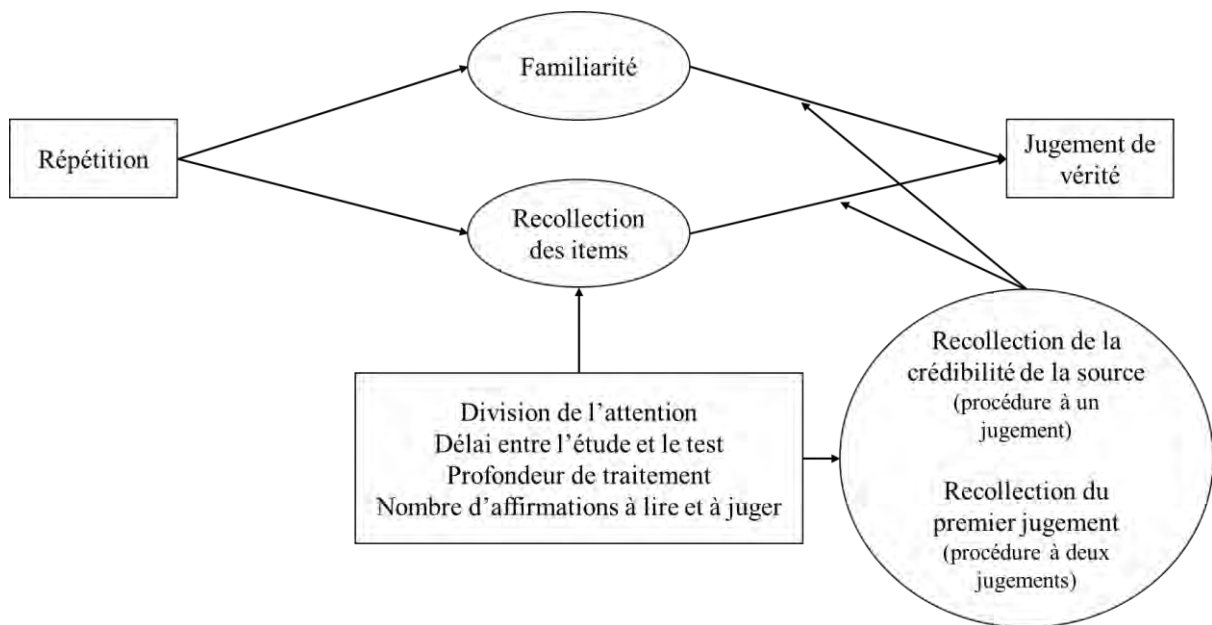 Familiarité
Répétition
Jugement de
vérité
Recollection
des items
Division de l'attention
Délai entre l'étude et le test
Profondeur de traitement
Nombre d'affirmations à lire et à juger
Recollection de la
crédibilité de la source
(procédure à un
jugement)
Recollection du
premier jugement
(procédure à deux
jugements)